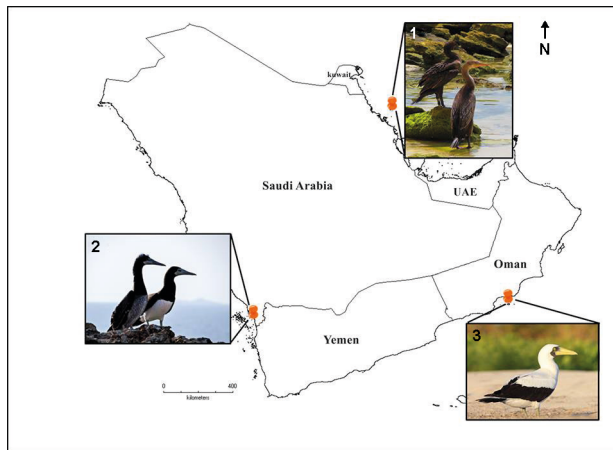 1
N
kuwait
Saudi Arabia
UAE
2
Oman
Yemen
3
0
400
kilometers